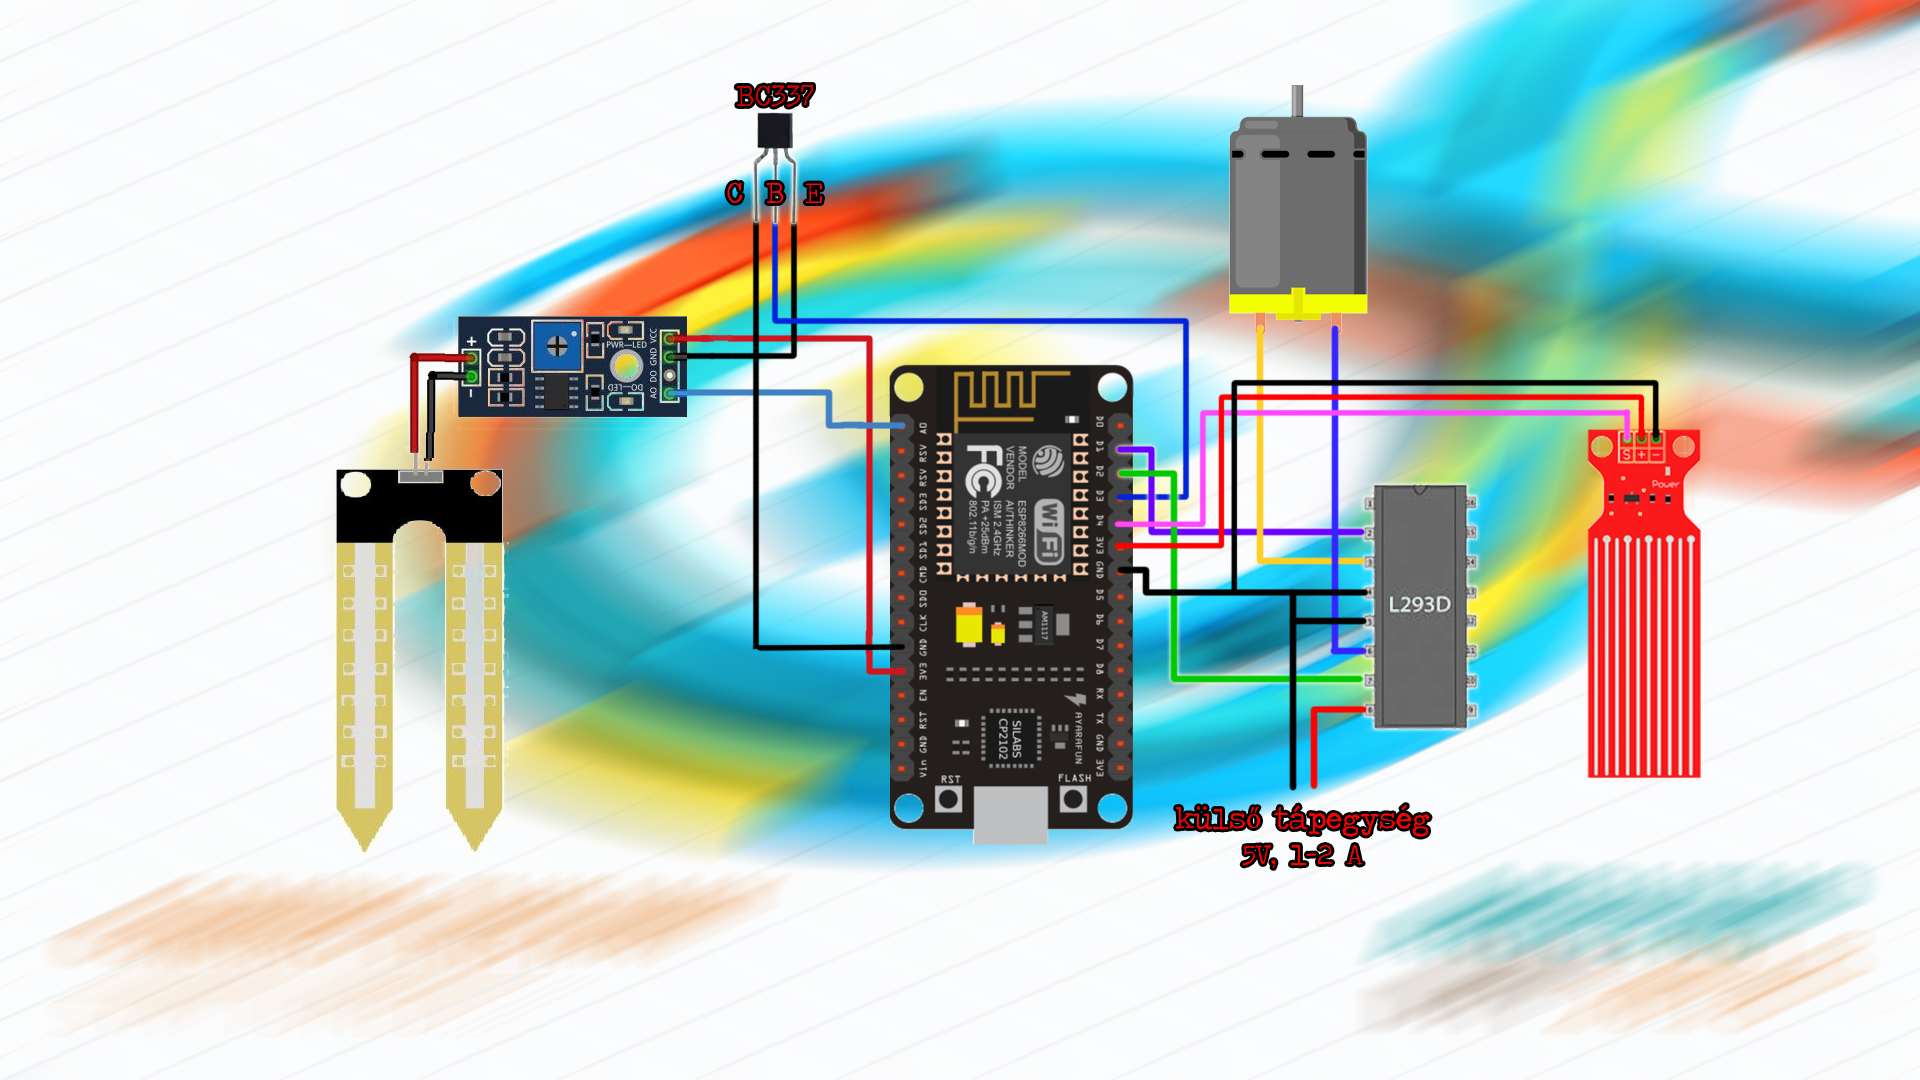 BC337
C B E
+
-
PWR-LED
DO-LED
VCC
GND
DO
AO
MODEL
VENDOR
ESP8266MOD
AI/THINKER
ISM 2.4GHz
PA +25dBm
802.11b/g/n
FC
WiFi
A0
RSV
RSV
SD3
SD2
SD1
CMD
SD0
CLK
GND
3V3
EN
RST
GND
Vin
D0
D1
D2
D3
D4
3V3
GND
D5
D6
D7
D8
RX
TX
GND
3V3
AM1117
AYARAFUN
SILABS
CP2102
RST
FLASH
L293D
S + -
Power
külső tápegység
5V, 1-2 A